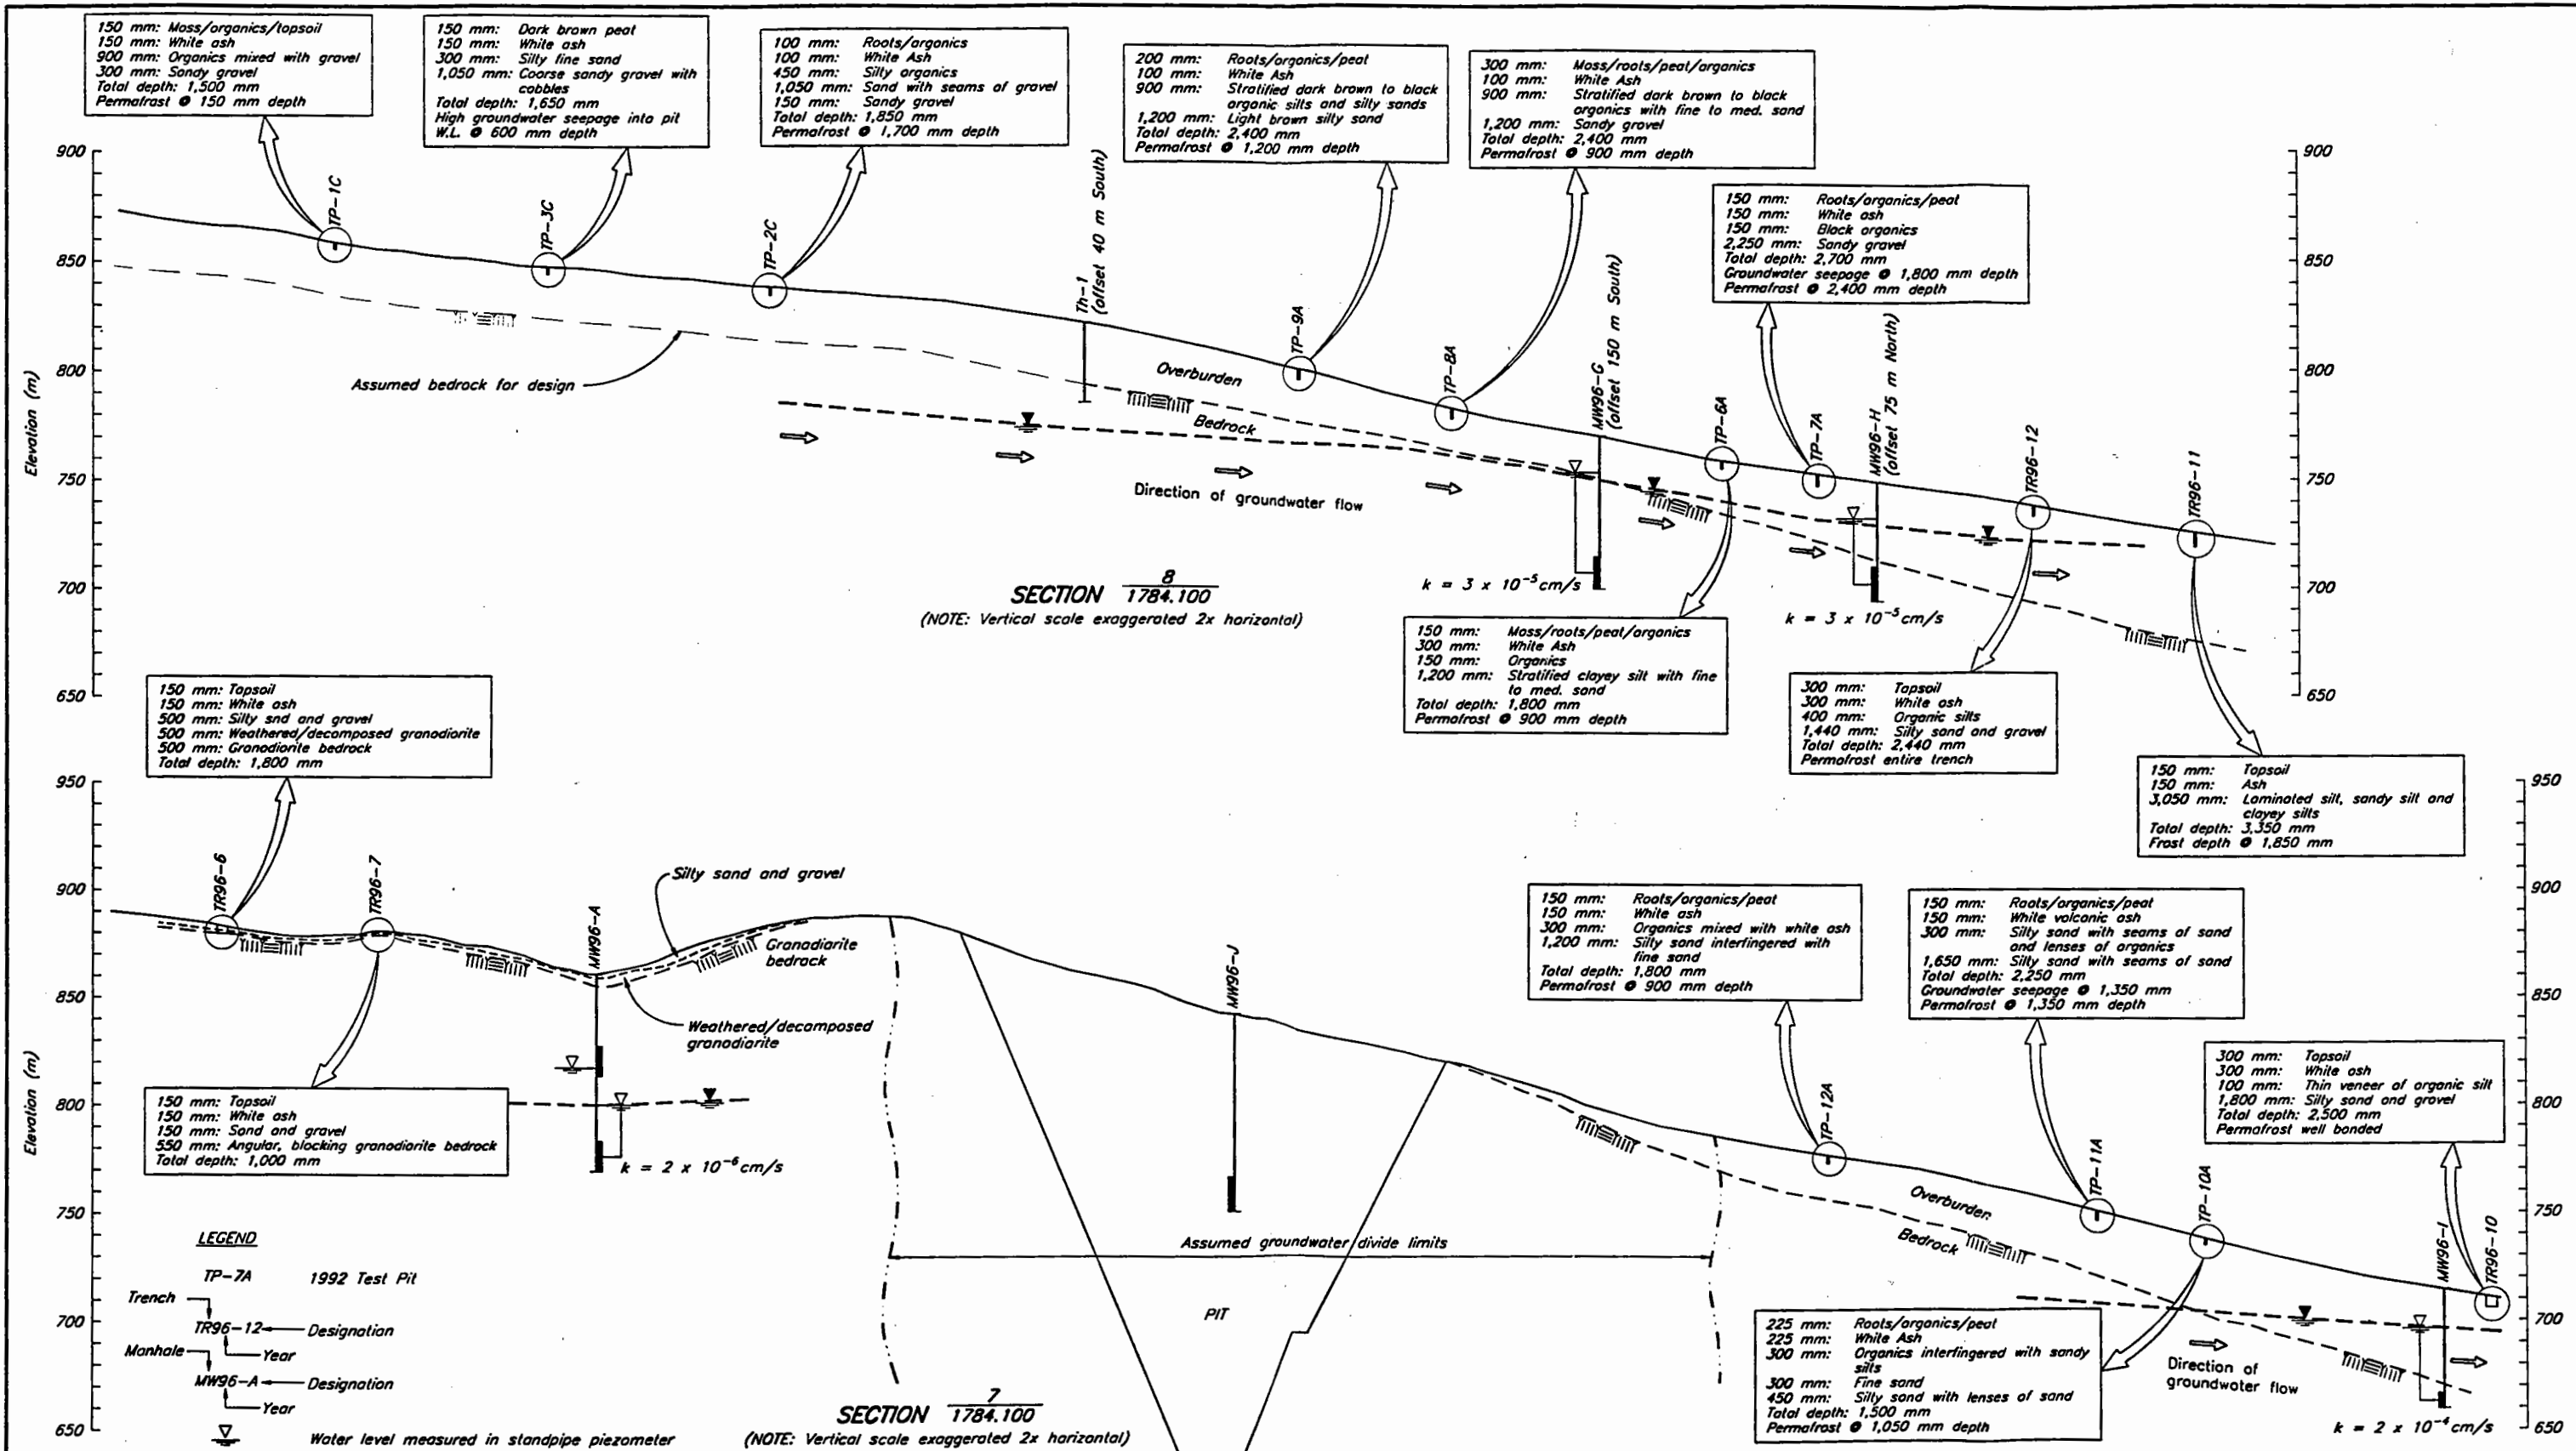 150 mm: Moss/organics/topsoil
150 mm: White ash
900 mm: Organics mixed with gravel
300 mm: Sandy gravel
Total depth: 1,500 mm
Permafrost @ 150 mm depth
150 mm: Dark brown peat
150 mm: White ash
300 mm: Silty fine sand
1,050 mm: Coarse sandy gravel with
cobbles
Total depth: 1,650 mm
High groundwater seepage into pit
W.L. @ 600 mm depth
100 mm: Roots/organics
100 mm: White Ash
450 mm: Silty organics
1,050 mm: Sand with seams of gravel
150 mm: Sandy gravel
Total depth: 1,850 mm
Permafrost @ 1,700 mm depth
200 mm: Roots/organics/peat
100 mm: White Ash
900 mm: Stratified dark brown to black
organic silts and silty sands
1,200 mm: Light brown silty sand
Total depth: 2,400 mm
Permafrost @ 1,200 mm depth
300 mm: Moss/roots/peat/organics
100 mm: White Ash
900 mm: Stratified dark brown to black
organics with fine to med. sand
1,200 mm: Sandy gravel
Total depth: 2,400 mm
Permafrost @ 900 mm depth
150 mm: Roots/organics/peat
150 mm: White ash
150 mm: Black organics
2,250 mm: Sandy gravel
Total depth: 2,700 mm
Groundwater seepage @ 1,800 mm depth
Permafrost @ 2,400 mm depth
900
850
800
750
700
650
Elevation (m)
TP-1C
TP-3C
TP-2C
Th-1
(offset 40 m South)
TP-9A
TP-8A
MW96-G
(offset 150 m South)
TP-6A
TP-7A
MW96-H
(offset 75 m North)
TR96-12
TR96-11
900
850
800
750
700
650
Assumed bedrock for design
Overburden
Bedrock
Direction of groundwater flow
k = 3 x 10⁻⁵cm/s
k = 3 x 10⁻⁵cm/s
SECTION 8
1784.100
(NOTE: Vertical scale exaggerated 2x horizontal)
150 mm: Moss/roots/peat/organics
300 mm: White Ash
150 mm: Organics
1,200 mm: Stratified clayey silt with fine
to med. sand
Total depth: 1,800 mm
Permafrost @ 900 mm depth
300 mm: Topsoil
300 mm: White ash
400 mm: Organic silts
1,440 mm: Silty sand and gravel
Total depth: 2,440 mm
Permafrost entire trench
150 mm: Topsoil
150 mm: Ash
3,050 mm: Laminated silt, sandy silt and
clayey silts
Total depth: 3,350 mm
Frost depth @ 1,850 mm
150 mm: Topsoil
150 mm: White ash
500 mm: Silty snd and gravel
500 mm: Weathered/decomposed granodiorite
500 mm: Granodiorite bedrock
Total depth: 1,800 mm
950
900
850
800
750
700
650
Elevation (m)
TR96-6
TR96-7
MW96-A
Silty sand and gravel
Granodiorite
bedrock
Weathered/decomposed
granodiorite
MW96-J
150 mm: Roots/organics/peat
150 mm: White ash
300 mm: Organics mixed with white ash
1,200 mm: Silty sand interfingered with
fine sand
Total depth: 1,800 mm
Permafrost @ 900 mm depth
150 mm: Roots/organics/peat
150 mm: White volcanic ash
300 mm: Silty sand with seams of sand
and lenses of organics
1,650 mm: Silty sand with seams of sand
Total depth: 2,250 mm
Groundwater seepage @ 1,350 mm
Permafrost @ 1,350 mm depth
300 mm: Topsoil
300 mm: White ash
100 mm: Thin veneer of organic silt
1,800 mm: Silty sand and gravel
Total depth: 2,500 mm
Permafrost well bonded
950
900
850
800
750
700
650
150 mm: Topsoil
150 mm: White ash
150 mm: Sand and gravel
550 mm: Angular, blocking granodiorite bedrock
Total depth: 1,000 mm
k = 2 x 10⁻⁶cm/s
TP-12A
TP-11A
TP-10A
MW96-I
TR96-10
Overburden
Bedrock
Assumed groundwater divide limits
PIT
225 mm: Roots/organics/peat
225 mm: White Ash
300 mm: Organics interfingered with sandy
silts
300 mm: Fine sand
450 mm: Silty sand with lenses of sand
Total depth: 1,500 mm
Permafrost @ 1,050 mm depth
Direction of
groundwater flow
k = 2 x 10⁻⁴cm/s
LEGEND
TP-7A 1992 Test Pit
Trench
TR96-12 Designation
Year
Manhole
MW96-A Designation
Year
Water level measured in standpipe piezometer
SECTION 7
1784.100
(NOTE: Vertical scale exaggerated 2x horizontal)